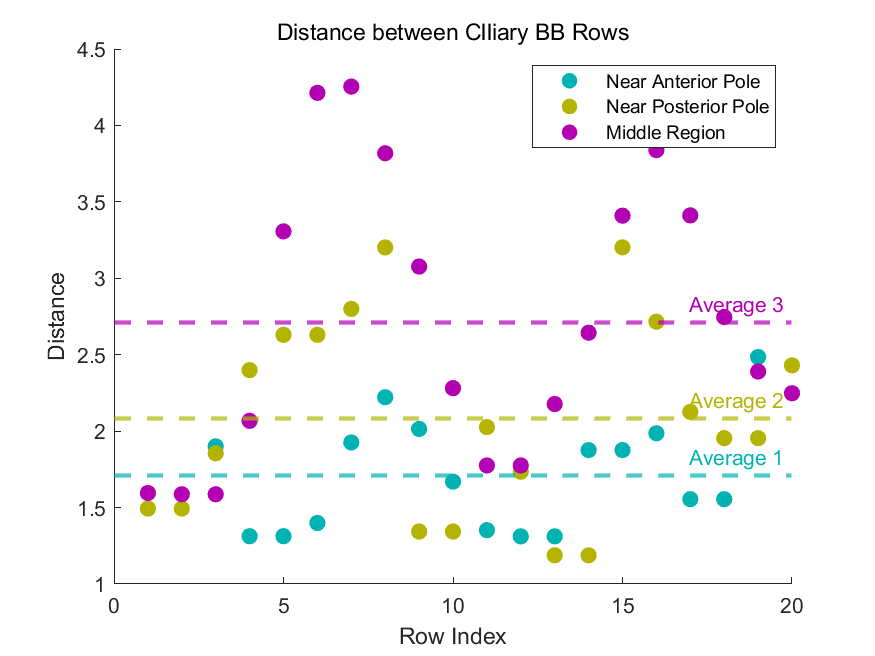 Distance between CIliary BB Rows
4.5
4
3.5
3
2.5
2
1.5
1
Distance
Near Anterior Pole
Near Posterior Pole
Middle Region
Average 3
Average 2
Average 1
0
5
10
15
20
Row Index